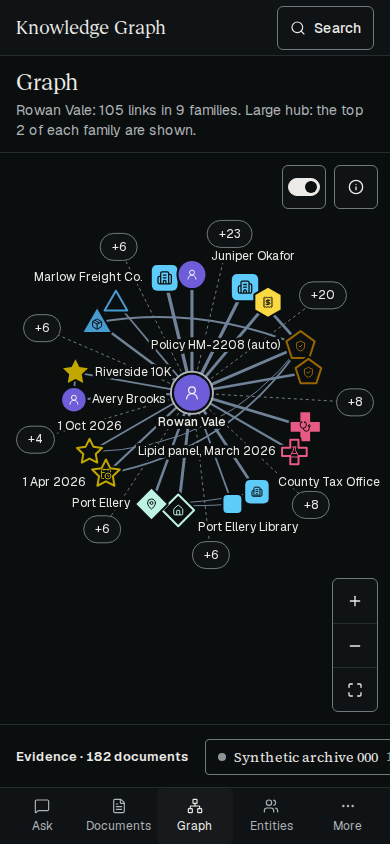 Knowledge Graph
Search
Graph
Rowan Vale: 105 links in 9 families. Large hub: the top
2 of each family are shown.
+23
+6
Juniper Okafor
Marlow Freight Co.
+20
+6
Policy HM-2208 (auto)
Riverside 10K
Avery Brooks
+8
Rowan Vale
1 Oct 2026
+4
Lipid panel, March 2026
1 Apr 2026
County Tax Office
Port Ellery
+8
+6
Port Ellery Library
+6
Evidence · 182 documents
Synthetic archive 000
Ask
Documents
Graph
Entities
More